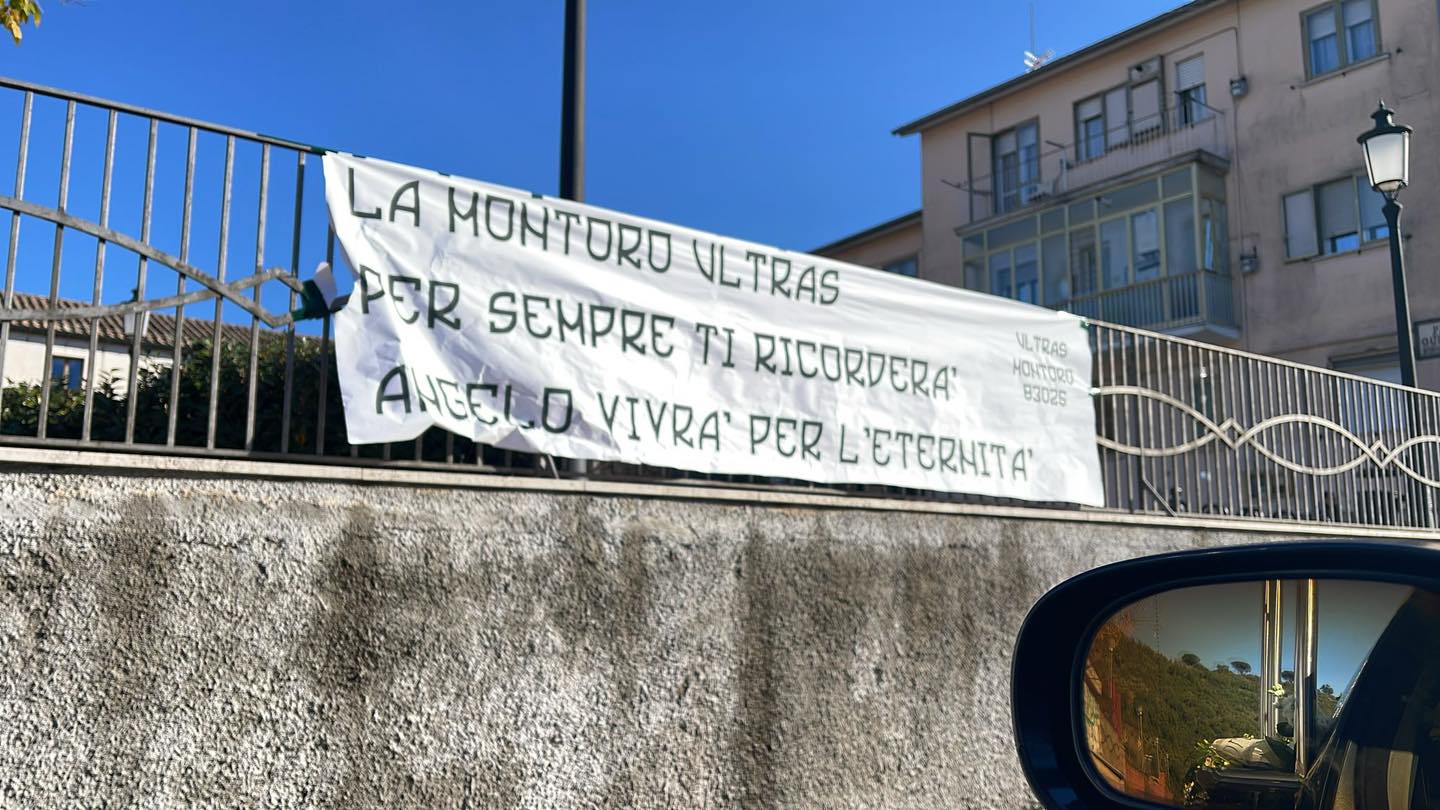 LA MONTORO ULTRAS
PER SEMPRE TI RICORDERA'
ANGELO VIVRA' PER L'ETERNITA'
ULTRAS
MONTORO
83025